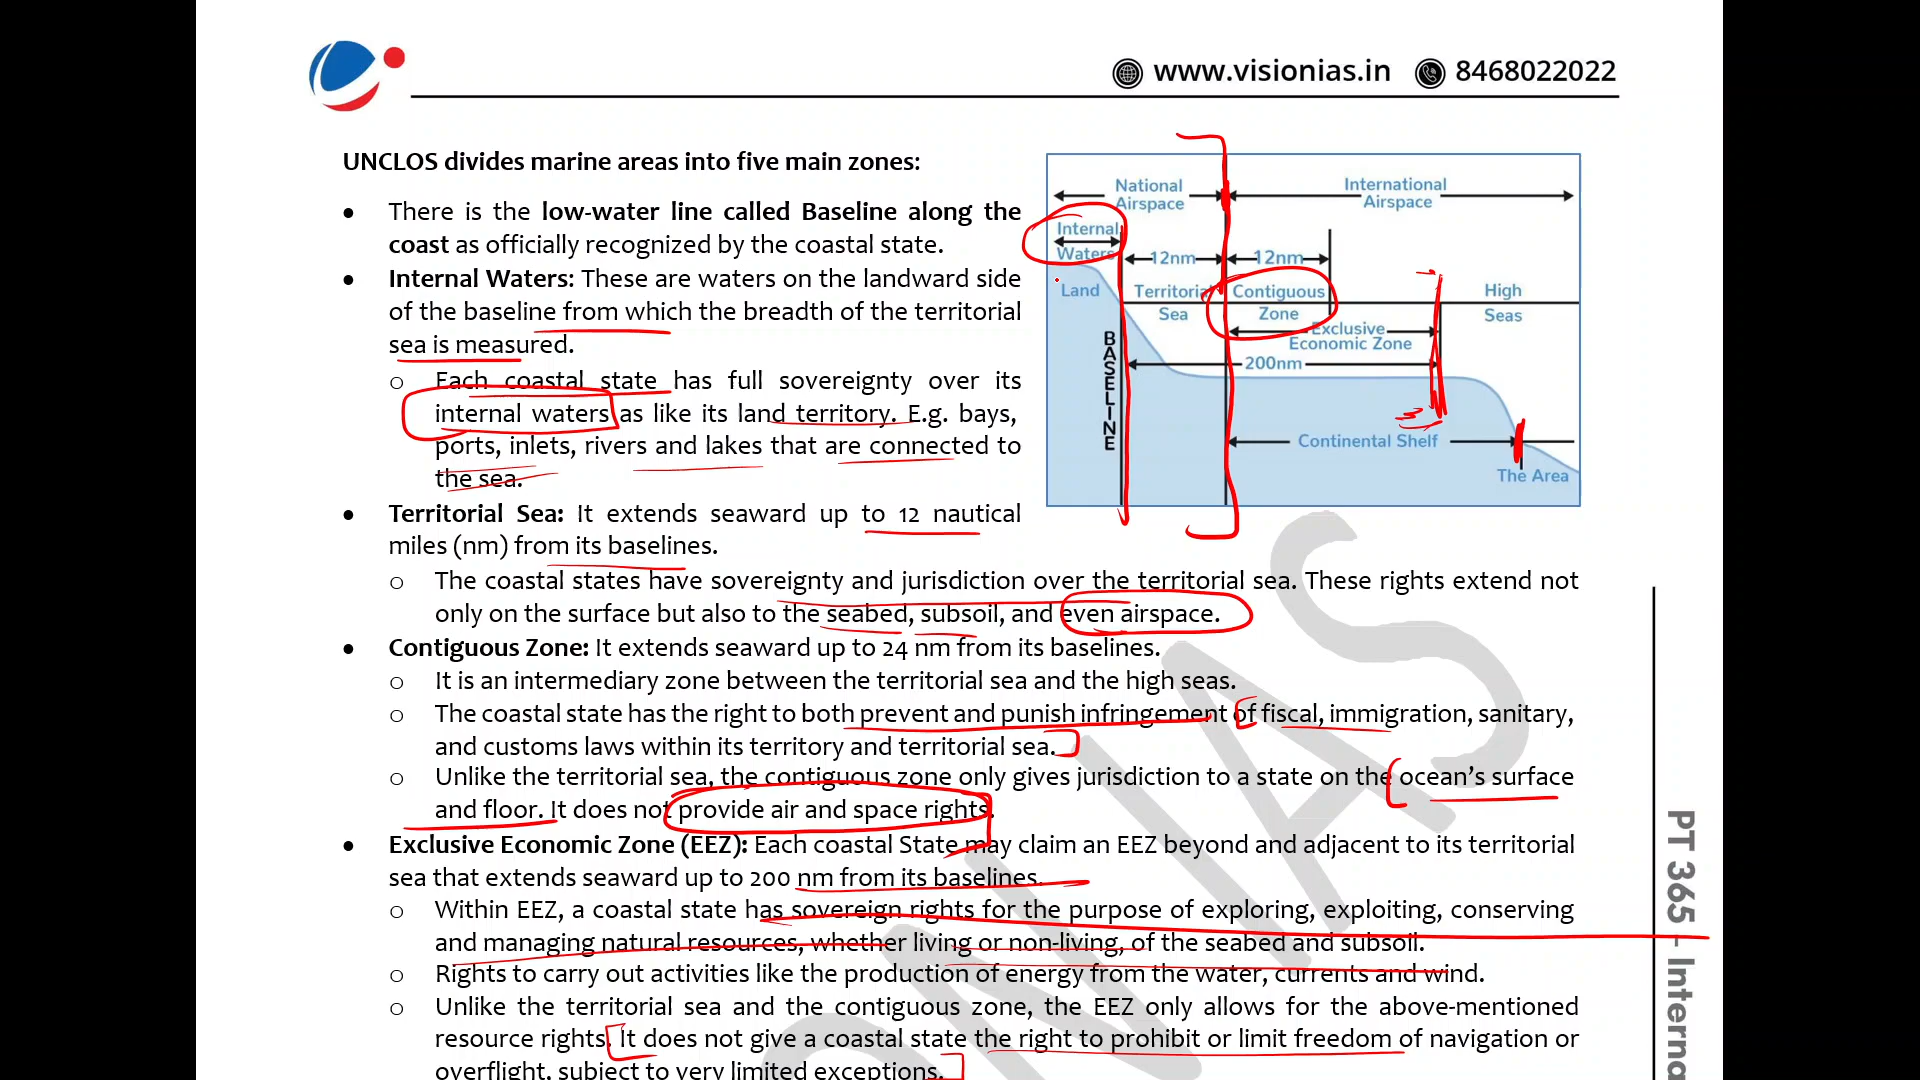 www.visionias.in 8468022022
UNCLOS divides marine areas into five main zones:
• There is the low-water line called Baseline along the
coast as officially recognized by the coastal state.
• Internal Waters: These are waters on the landward side
of the baseline from which the breadth of the territorial
sea is measured.
o Each coastal state has full sovereignty over its
internal waters as like its land territory. E.g. bays,
ports, inlets, rivers and lakes that are connected to
the sea.
• Territorial Sea: It extends seaward up to 12 nautical
miles (nm) from its baselines.
o The coastal states have sovereignty and jurisdiction over the territorial sea. These rights extend not
only on the surface but also to the seabed, subsoil, and even airspace.
• Contiguous Zone: It extends seaward up to 24 nm from its baselines.
o It is an intermediary zone between the territorial sea and the high seas.
o The coastal state has the right to both prevent and punish infringement of fiscal, immigration, sanitary,
and customs laws within its territory and territorial sea.
o Unlike the territorial sea, the contiguous zone only gives jurisdiction to a state on the ocean's surface
and floor. It does not provide air and space rights.
• Exclusive Economic Zone (EEZ): Each coastal State may claim an EEZ beyond and adjacent to its territorial
sea that extends seaward up to 200 nm from its baselines.
o Within EEZ, a coastal state has sovereign rights for the purpose of exploring, exploiting, conserving
and managing natural resources, whether living or non-living, of the seabed and subsoil.
o Rights to carry out activities like the production of energy from the water, currents and wind.
o Unlike the territorial sea and the contiguous zone, the EEZ only allows for the above-mentioned
resource rights. It does not give a coastal state the right to prohibit or limit freedom of navigation or
overflight, subject to very limited exceptions.
National
Airspace
International
Airspace
Internal
Waters
12nm
12nm
Land
Territorial
Sea
Contiguous
Zone
High
Seas
Exclusive
Economic Zone
200nm
BASELINE
Continental Shelf
The Area
PT 365 - Interna